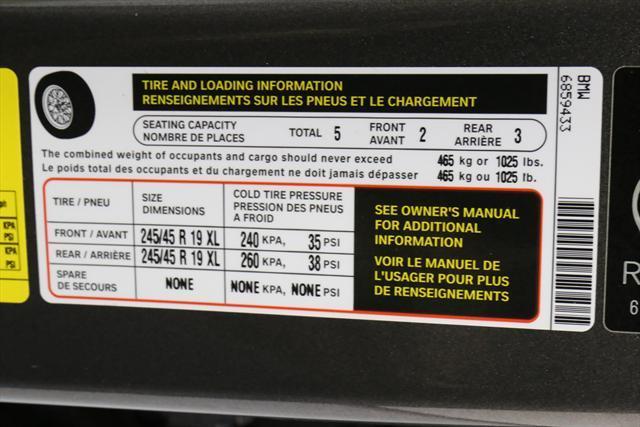 TIRE AND LOADING INFORMATION
RENSEIGNEMENTS SUR LES PNEUS ET LE CHARGEMENT
SEATING CAPACITY
NOMBRE DE PLACES
TOTAL 5
FRONT
AVANT 2
REAR
ARRIÈRE 3
The combined weight of occupants and cargo should never exceed 465 kg or 1025 lbs.
Le poids total des occupants et du chargement ne doit jamais dépasser 465 kg ou 1025 lb.
TIRE / PNEU
SIZE
DIMENSIONS
COLD TIRE PRESSURE
PRESSION DES PNEUS
A FROID
FRONT / AVANT 245/45 R 19 XL 240 KPA, 35 PSI
REAR / ARRIÈRE 245/45 R 19 XL 260 KPA, 38 PSI
SPARE
DE SECOURS
NONE NONE KPA, NONE PSI
SEE OWNER'S MANUAL
FOR ADDITIONAL
INFORMATION
VOIR LE MANUEL DE
L'USAGER POUR PLUS
DE RENSEIGNEMENTS
BMW
6859433
KPA
PSI
KPA
PSI
R
6